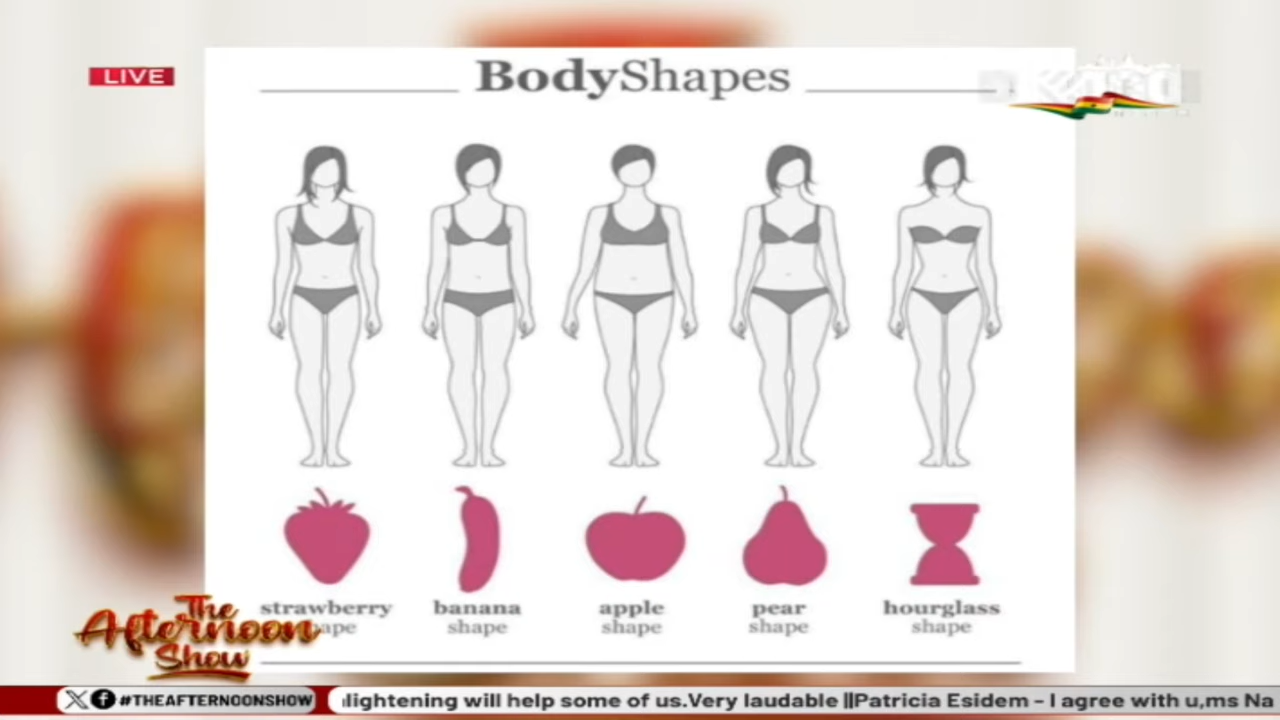 LIVE
BodyShapes
strawberry
banana
shape
apple
shape
pear
shape
hourglass
shape
The
Afternoon
Show
#THEAFTERNOONSHOW
lightening will help some of us.Very laudable ||Patricia Esidem - I agree with u,ms Na